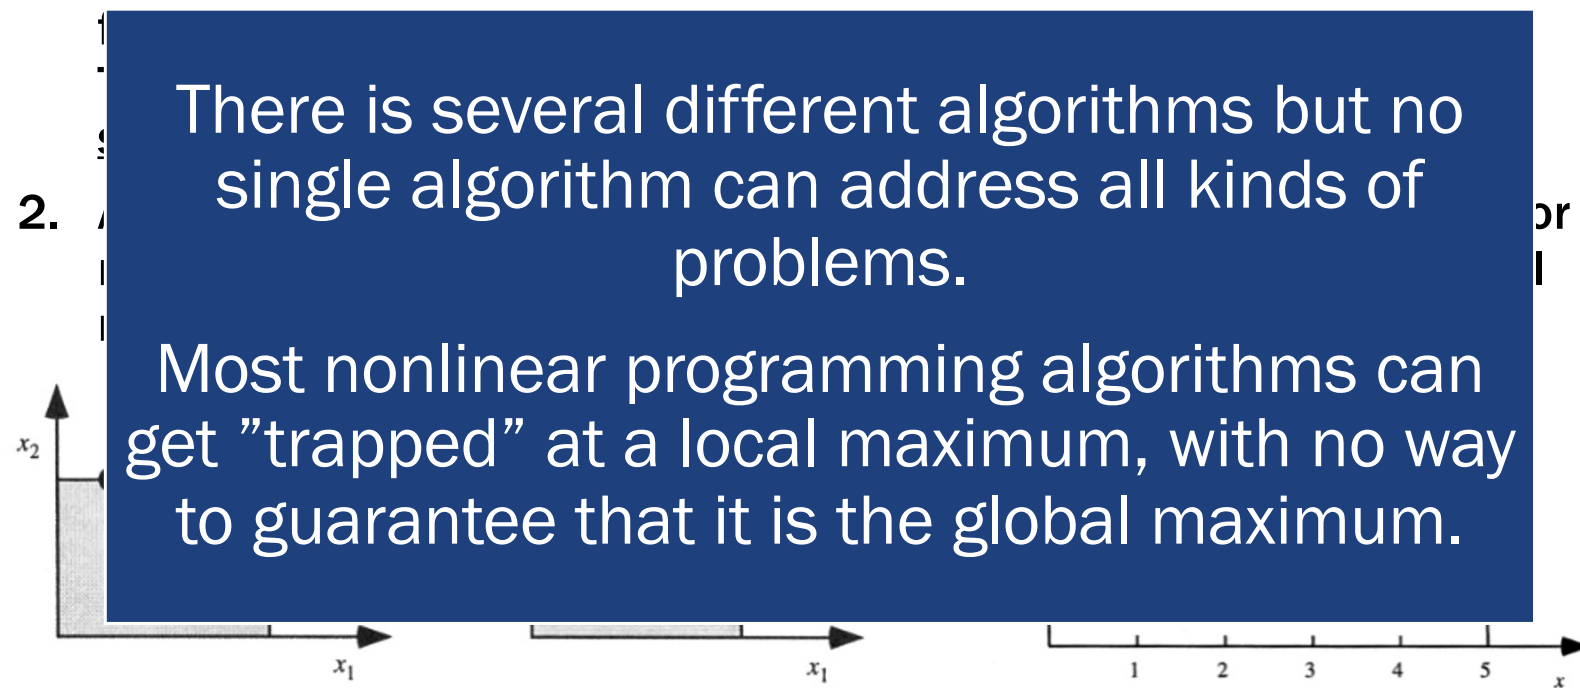 There is several different algorithms but no
single algorithm can address all kinds of
problems.
2.
or
Most nonlinear programming algorithms can
get ”trapped” at a local maximum, with no way
to guarantee that it is the global maximum.
x2
x1
x1
1 2 3 4 5
x